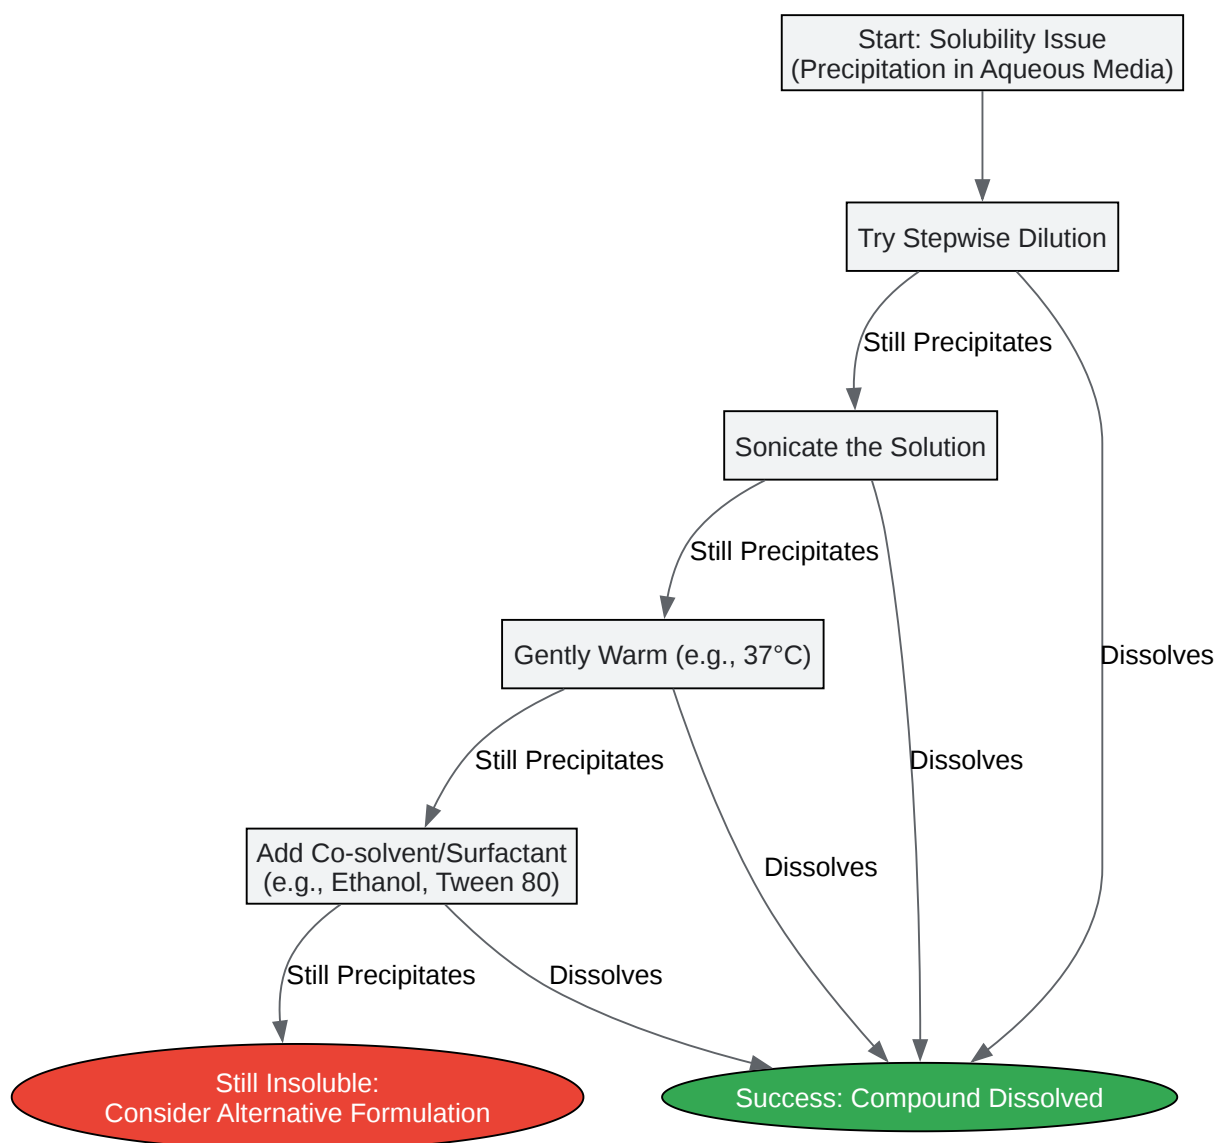 Start: Solubility Issue
(Precipitation in Aqueous Media)
Try Stepwise Dilution
Still Precipitates
Sonicate the Solution
Still Precipitates
Gently Warm (e.g., 37°C)
Dissolves
Still Precipitates
Dissolves
Add Co-solvent/Surfactant
(e.g., Ethanol, Tween 80)
Dissolves
Still Precipitates
Dissolves
Still Insoluble:
Consider Alternative Formulation
Success: Compound Dissolved